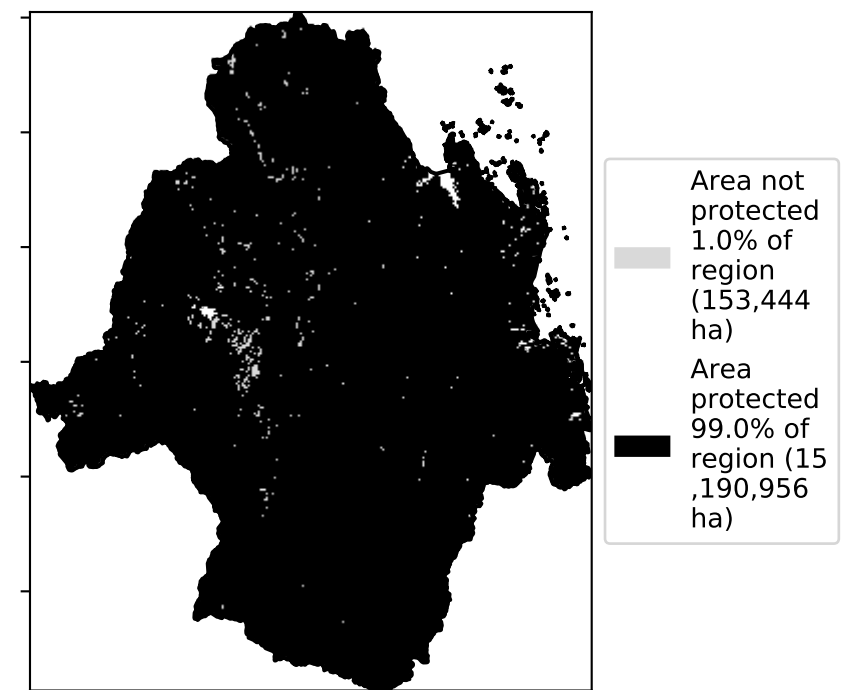 Area not
protected
1.0% of
region
(153,444
ha)
Area
protected
99.0% of
region (15
,190,956
ha)